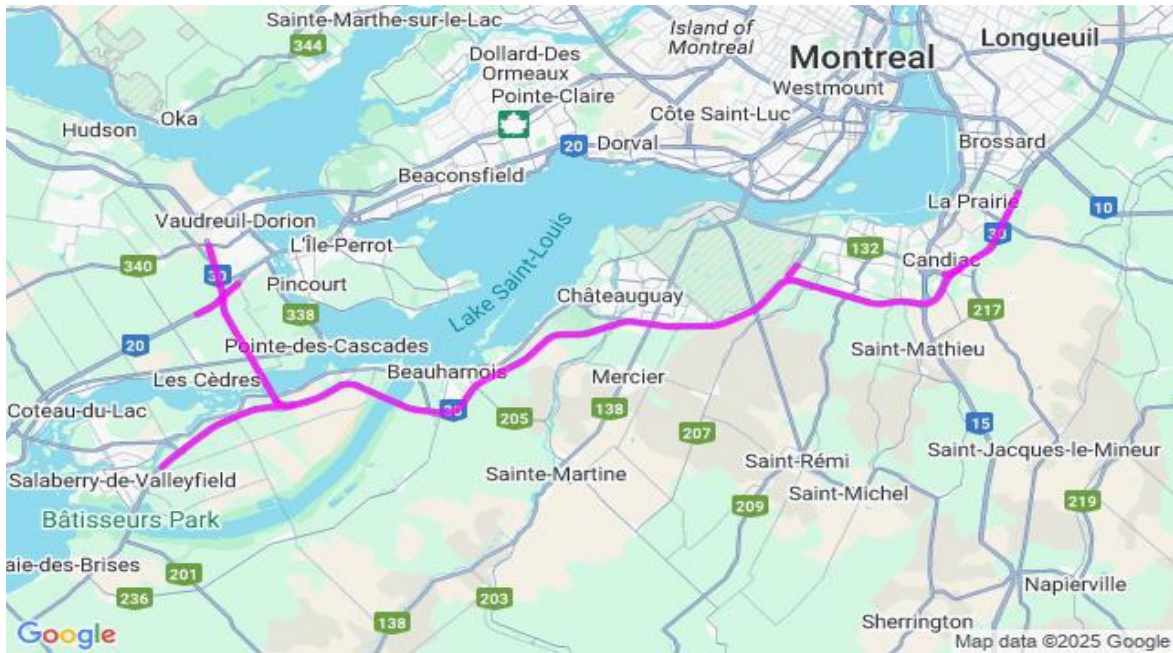 Sainte-Marthe-sur-le-Lac
344
Island of
Montreal
Longueuil
Dollard-Des
Ormeaux
Montreal
Pointe-Claire
Westmount
Oka
Côte Saint-Luc
Hudson
20
Dorval
Brossard
Beaconsfield
La Prairie
10
Vaudreuil-Dorion
L'Île-Perrot
30
132
340
30
Candiac
Pincourt
Lake Saint-Louis
Châteauguay
338
217
20
Pointe-des-Cascades
Saint-Mathieu
Les Cèdres
Beauharnois
Mercier
Coteau-du-Lac
30
205
138
15
207
Saint-Jacques-le-Mineur
Salaberry-de-Valleyfield
Sainte-Martine
Saint-Rémi
Saint-Michel
219
209
Bâtisseurs Park
aie-des-Brises
201
Napierville
236
203
138
Sherrington
Google
Map data ©2025 Google